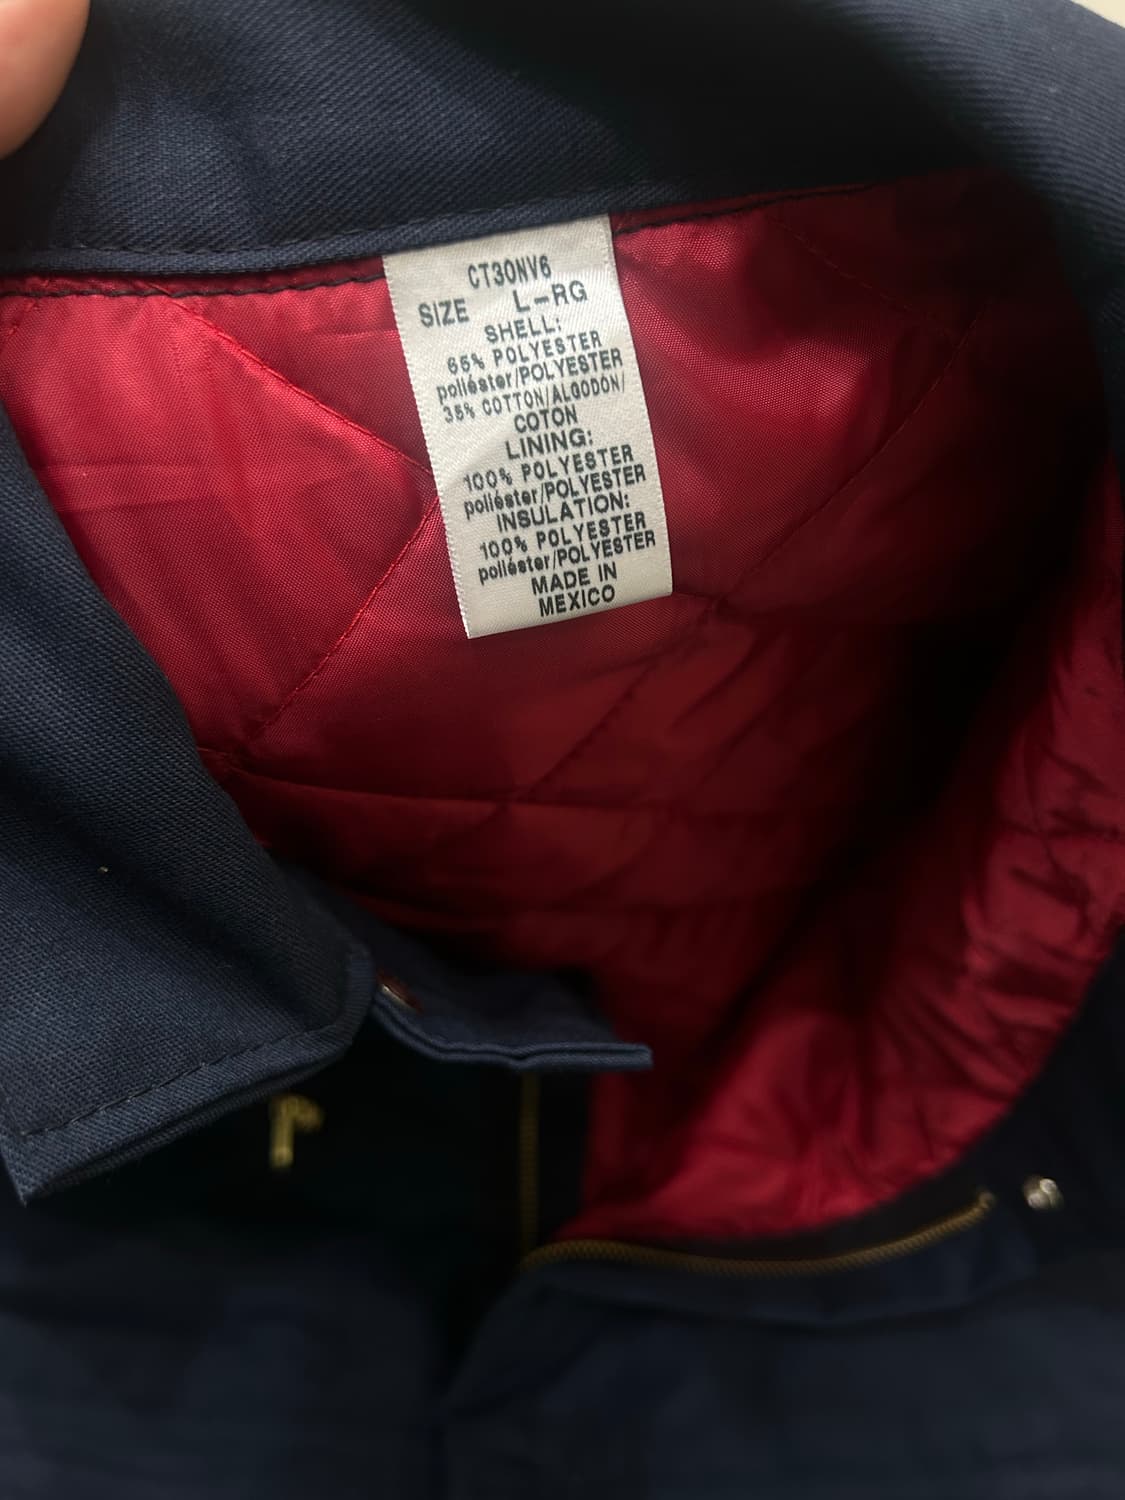 CT30NV6
SIZE L-RG
SHELL:
65% POLYESTER
poliéster/POLYESTER
35% COTTON/ALGODÓN/
COTON
LINING:
100% POLYESTER
poliéster/POLYESTER
INSULATION:
100% POLYESTER
poliéster/POLYESTER
MADE IN
MEXICO